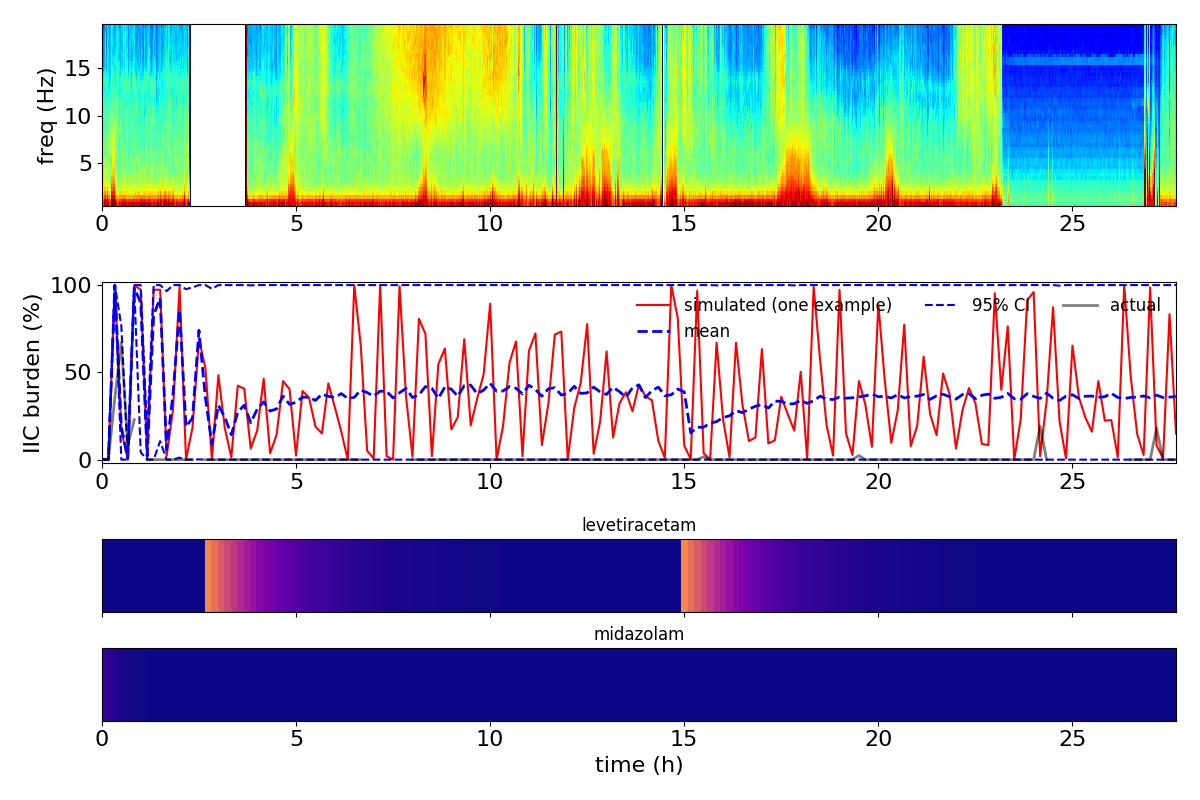 15
10
5
freq (Hz)
0 5 10 15 20 25
100
50
0
IIC burden (%)
simulated (one example) 95% CI actual
mean
0 5 10 15 20 25
levetiracetam
midazolam
0 5 10 15 20 25
time (h)